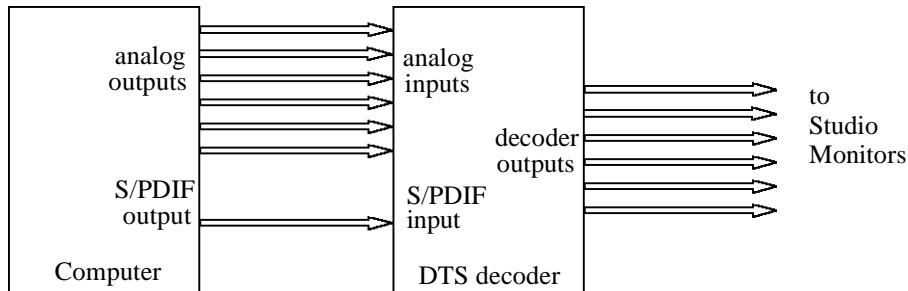 analog
outputs
S/PDIF
output
Computer
analog
inputs
S/PDIF
input
decoder
outputs
DTS decoder
to
Studio
Monitors